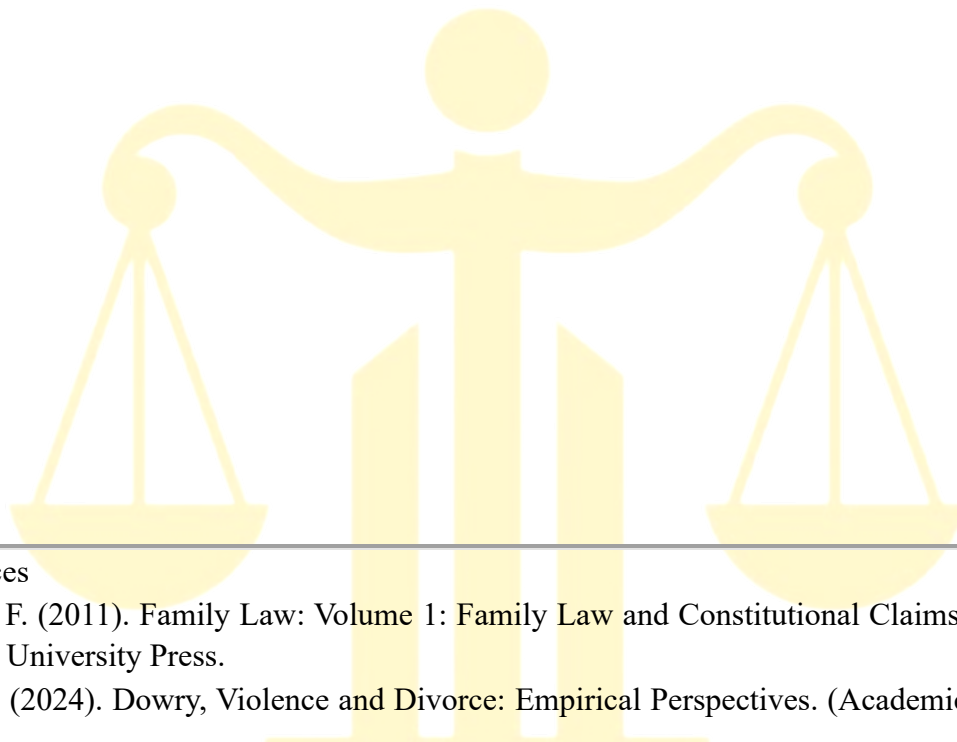 ces
F. (2011). Family Law: Volume 1: Family Law and Constitutional Claims
University Press.
(2024). Dowry, Violence and Divorce: Empirical Perspectives. (Academic